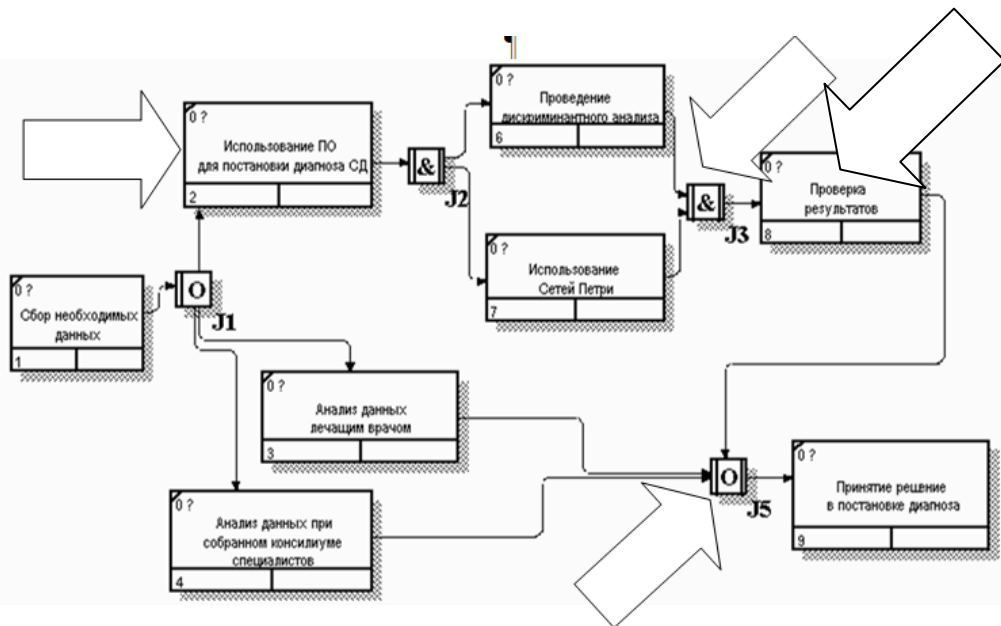 ¶
0 ?
Использование ПО
для постановки диагноза СД
2
&
J2
0 ?
Проведение
дискриминантного анализа
6
0 ?
Использование
Сетей Петри
7
&
J3
0 ?
Проверка
результатов
8
0 ?
Сбор необходимых
данных
1
O
J1
0 ?
Анализ данных
лечащим врачом
3
0 ?
Анализ данных при
собранном консилиуме
специалистов
4
O
J5
0 ?
Принятие решение
в постановке диагноза
9